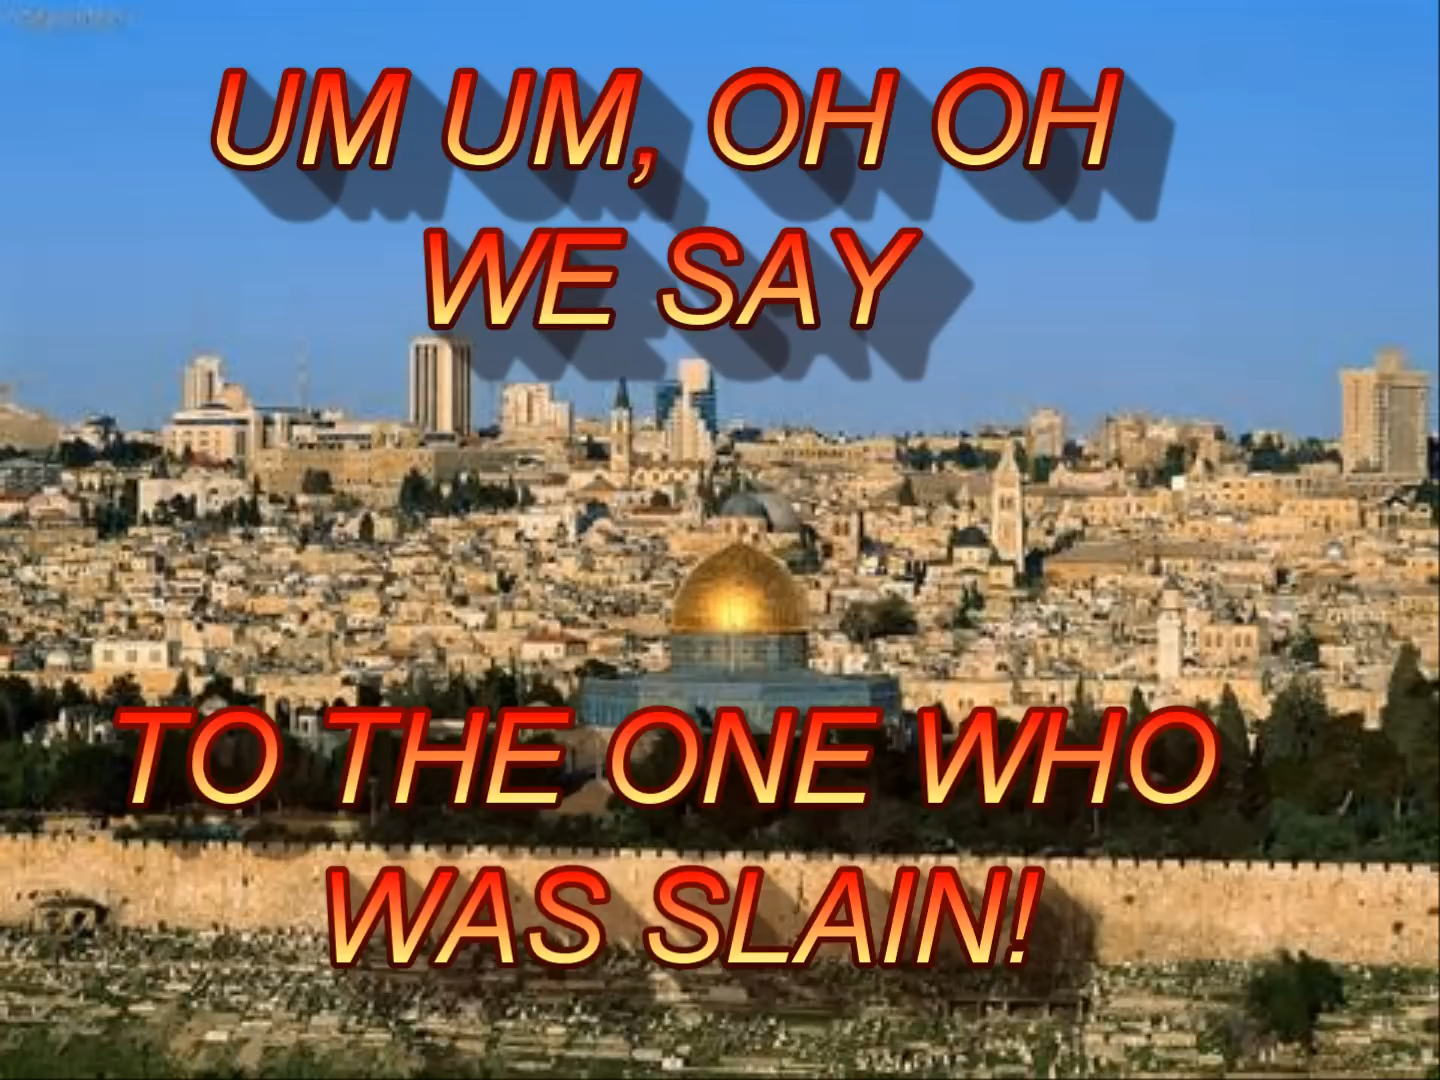 UM UM, OH OH
WE SAY
TO THE ONE WHO
WAS SLAIN!